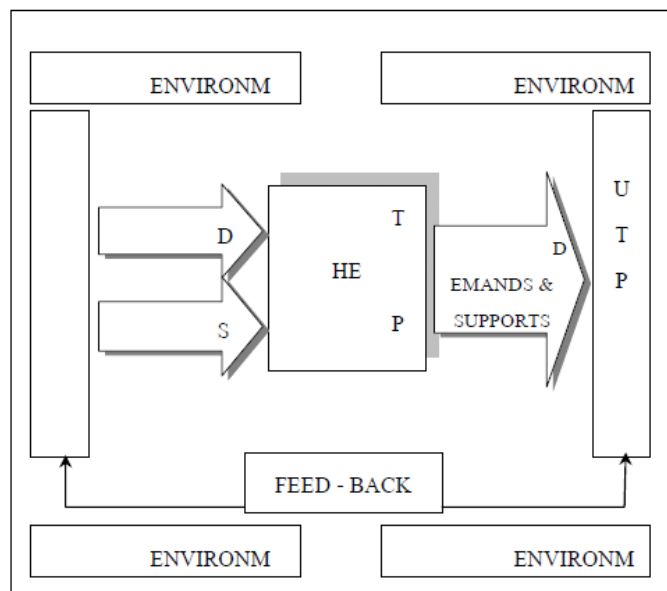 ENVIRONM
ENVIRONM
D
S
T
HE
P
D
EMANDS &
SUPPORTS
U
T
P
FEED - BACK
ENVIRONM
ENVIRONM